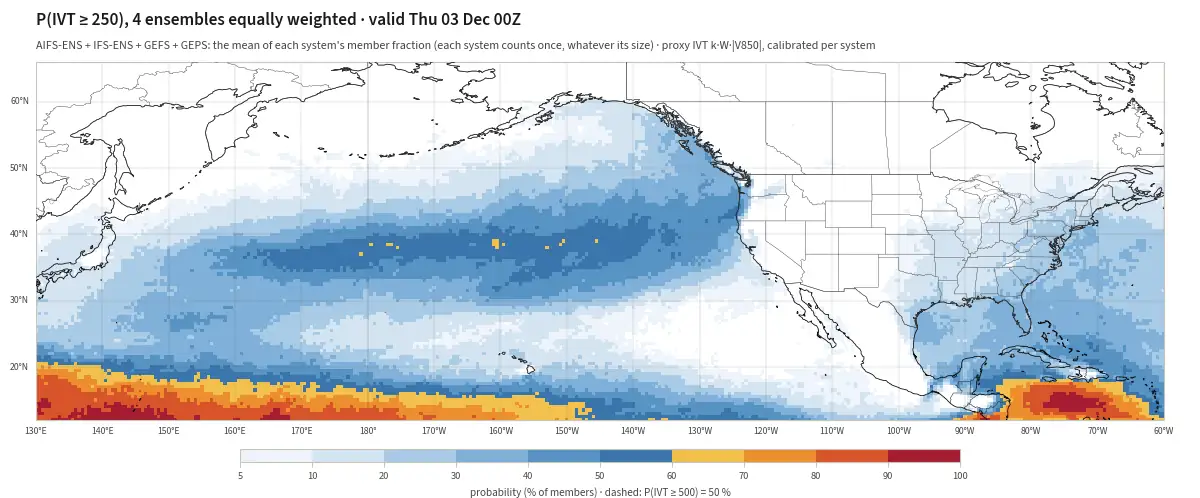 P(IVT ≥ 250), 4 ensembles equally weighted · valid Thu 03 Dec 00Z
AIFS-ENS + IFS-ENS + GEFS + GEPS: the mean of each system's member fraction (each system counts once, whatever its size) · proxy IVT k·W·|V850|, calibrated per system
60°N
50°N
40°N
30°N
20°N
130°E 140°E 150°E 160°E 170°E 180° 170°W 160°W 150°W 140°W 130°W 120°W 110°W 100°W 90°W 80°W 70°W 60°W
5 10 20 30 40 50 60 70 80 90 100
probability (% of members) · dashed: P(IVT ≥ 500) = 50 %